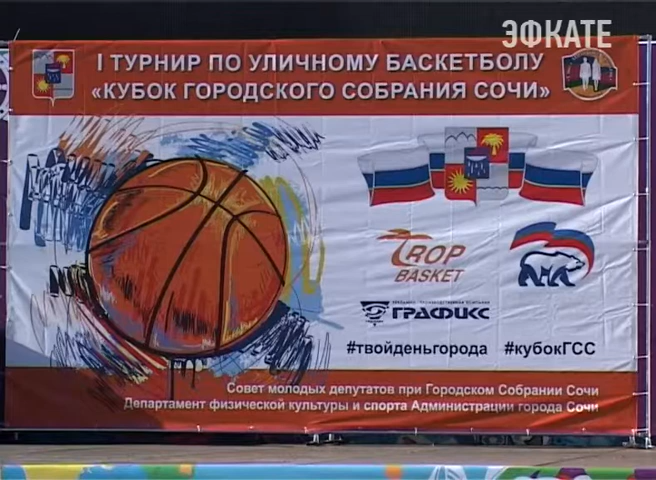 ЭФКАТЕ
I ТУРНИР ПО УЛИЧНОМУ БАСКЕТБОЛУ
«КУБОК ГОРОДСКОГО СОБРАНИЯ СОЧИ»
TROP
BASKET
ГРАФИКС
#твойденьгорода #кубокГСС
Совет молодых депутатов при Городском Собрании Сочи
Департамент физической культуры и спорта Администрации города Сочи